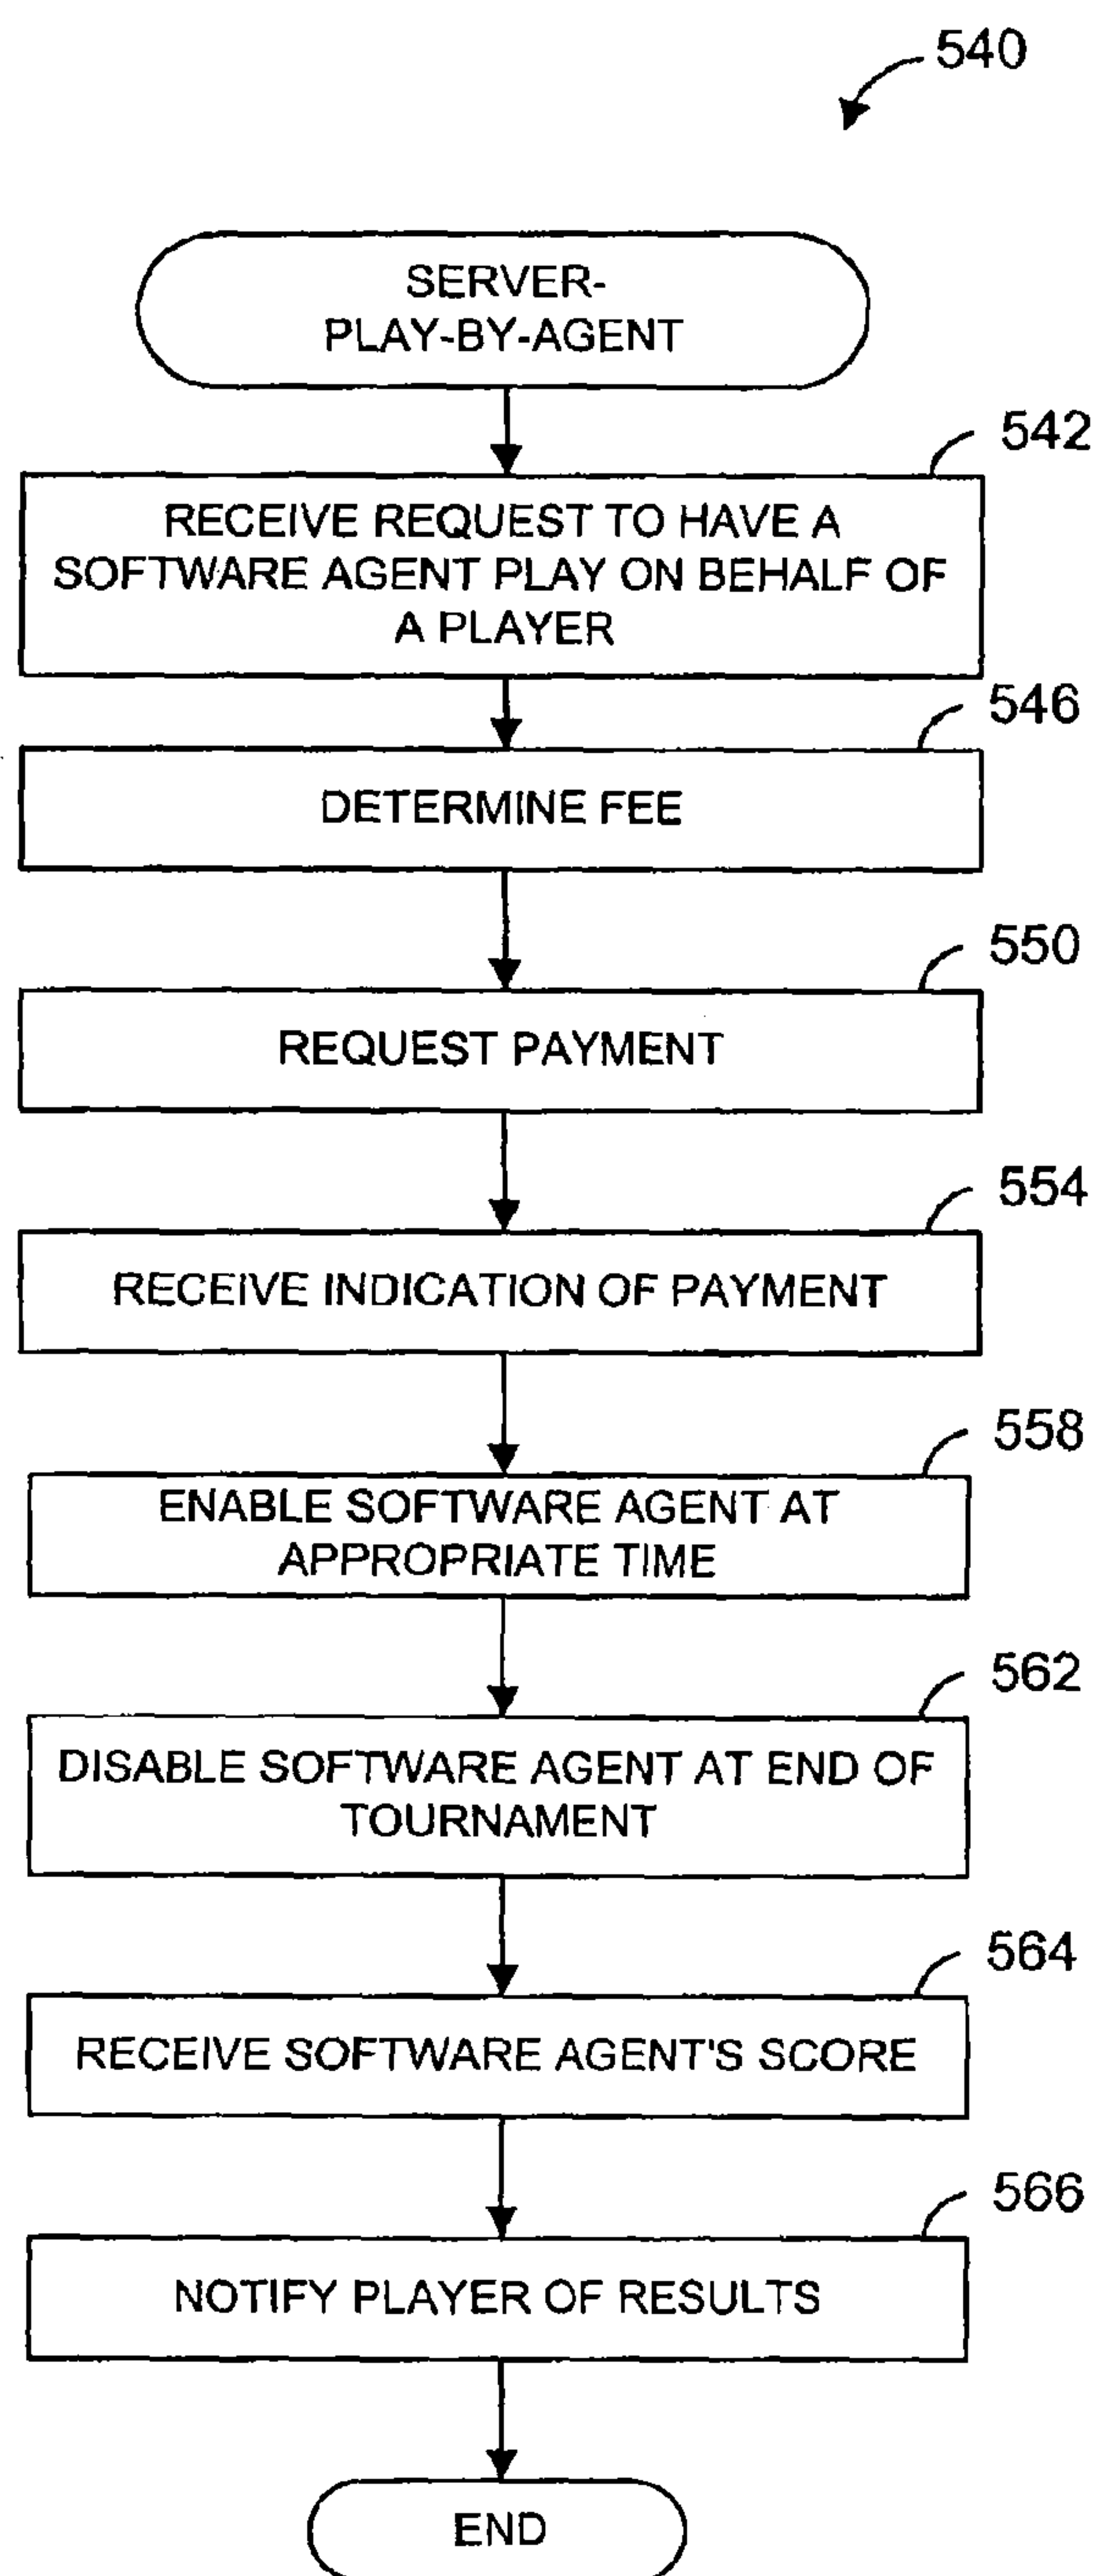 540
SERVER-
PLAY-BY-AGENT
542
RECEIVE REQUEST TO HAVE A
SOFTWARE AGENT PLAY ON BEHALF OF
A PLAYER
546
DETERMINE FEE
550
REQUEST PAYMENT
554
RECEIVE INDICATION OF PAYMENT
558
ENABLE SOFTWARE AGENT AT
APPROPRIATE TIME
562
DISABLE SOFTWARE AGENT AT END OF
TOURNAMENT
564
RECEIVE SOFTWARE AGENT'S SCORE
566
NOTIFY PLAYER OF RESULTS
END